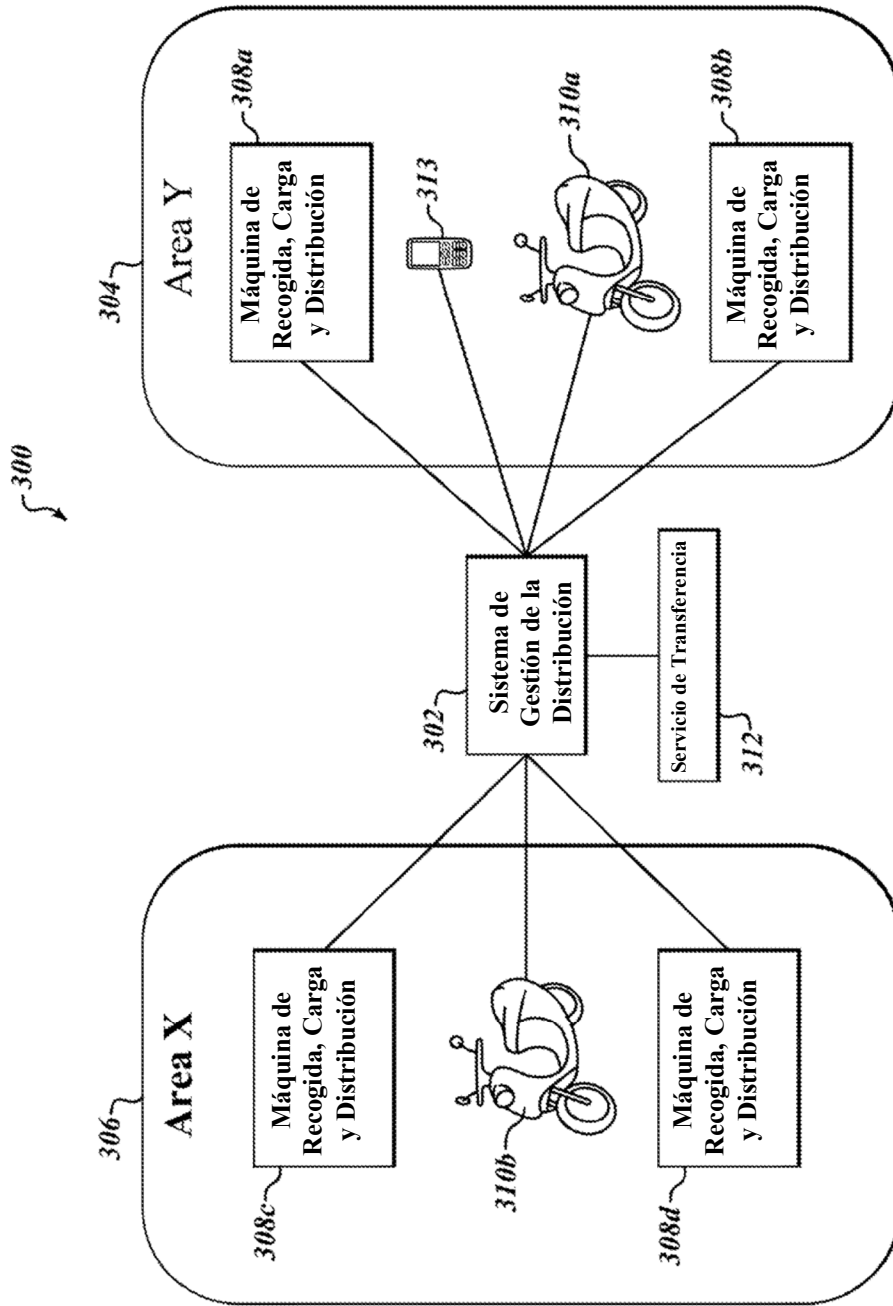 300
306
Area X
308c
Máquina de
Recogida, Carga
y Distribución
310b
308d
Máquina de
Recogida, Carga
y Distribución
302
Sistema de
Gestión de la
Distribución
Servicio de Transferencia
312
304
Area Y
308a
Máquina de
Recogida, Carga
y Distribución
313
310a
308b
Máquina de
Recogida, Carga
y Distribución